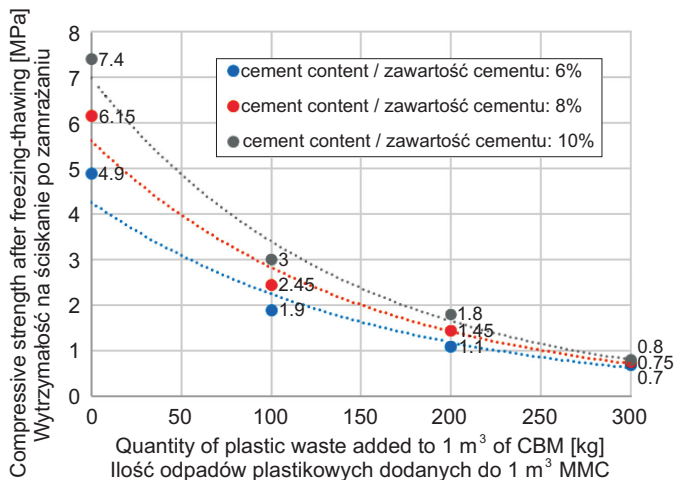 Compressive strength after freezing-thawing [MPa]
Wytrzymałość na ściskanie po zamrażaniu
8
7
6
5
4
3
2
1
0
cement content / zawartość cementu: 6%
cement content / zawartość cementu: 8%
cement content / zawartość cementu: 10%
7.4
6.15
4.9
3
2.45
1.9
1.8
1.45
1.1
0.8
0.75
0.7
0 50 100 150 200 250 300
Quantity of plastic waste added to 1 m³ of CBM [kg]
Ilość odpadów plastikowych dodanych do 1 m³ MMC